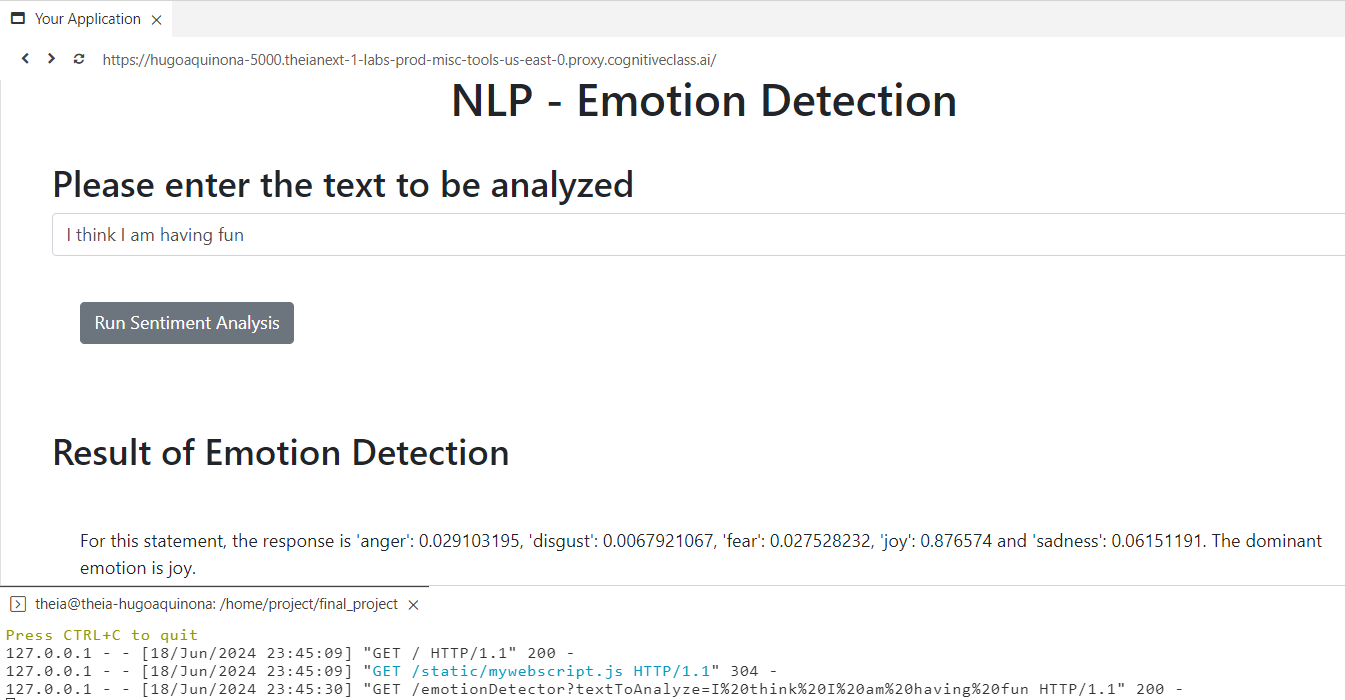 Your Application
https://hugoaquinona-5000.theianext-1-labs-prod-misc-tools-us-east-0.proxy.cognitiveclass.ai/
NLP - Emotion Detection
Please enter the text to be analyzed
I think I am having fun
Run Sentiment Analysis
Result of Emotion Detection
For this statement, the response is 'anger': 0.029103195, 'disgust': 0.0067921067, 'fear': 0.027528232, 'joy': 0.876574 and 'sadness': 0.06151191. The dominant
emotion is joy.
theia@theia-hugoaquinona: /home/project/final_project
Press CTRL+C to quit
127.0.0.1 - - [18/Jun/2024 23:45:09] "GET / HTTP/1.1" 200 -
127.0.0.1 - - [18/Jun/2024 23:45:09] "GET /static/mywebscript.js HTTP/1.1" 304 -
127.0.0.1 - - [18/Jun/2024 23:45:30] "GET /emotionDetector?textToAnalyze=I%20think%20I%20am%20having%20fun HTTP/1.1" 200 -